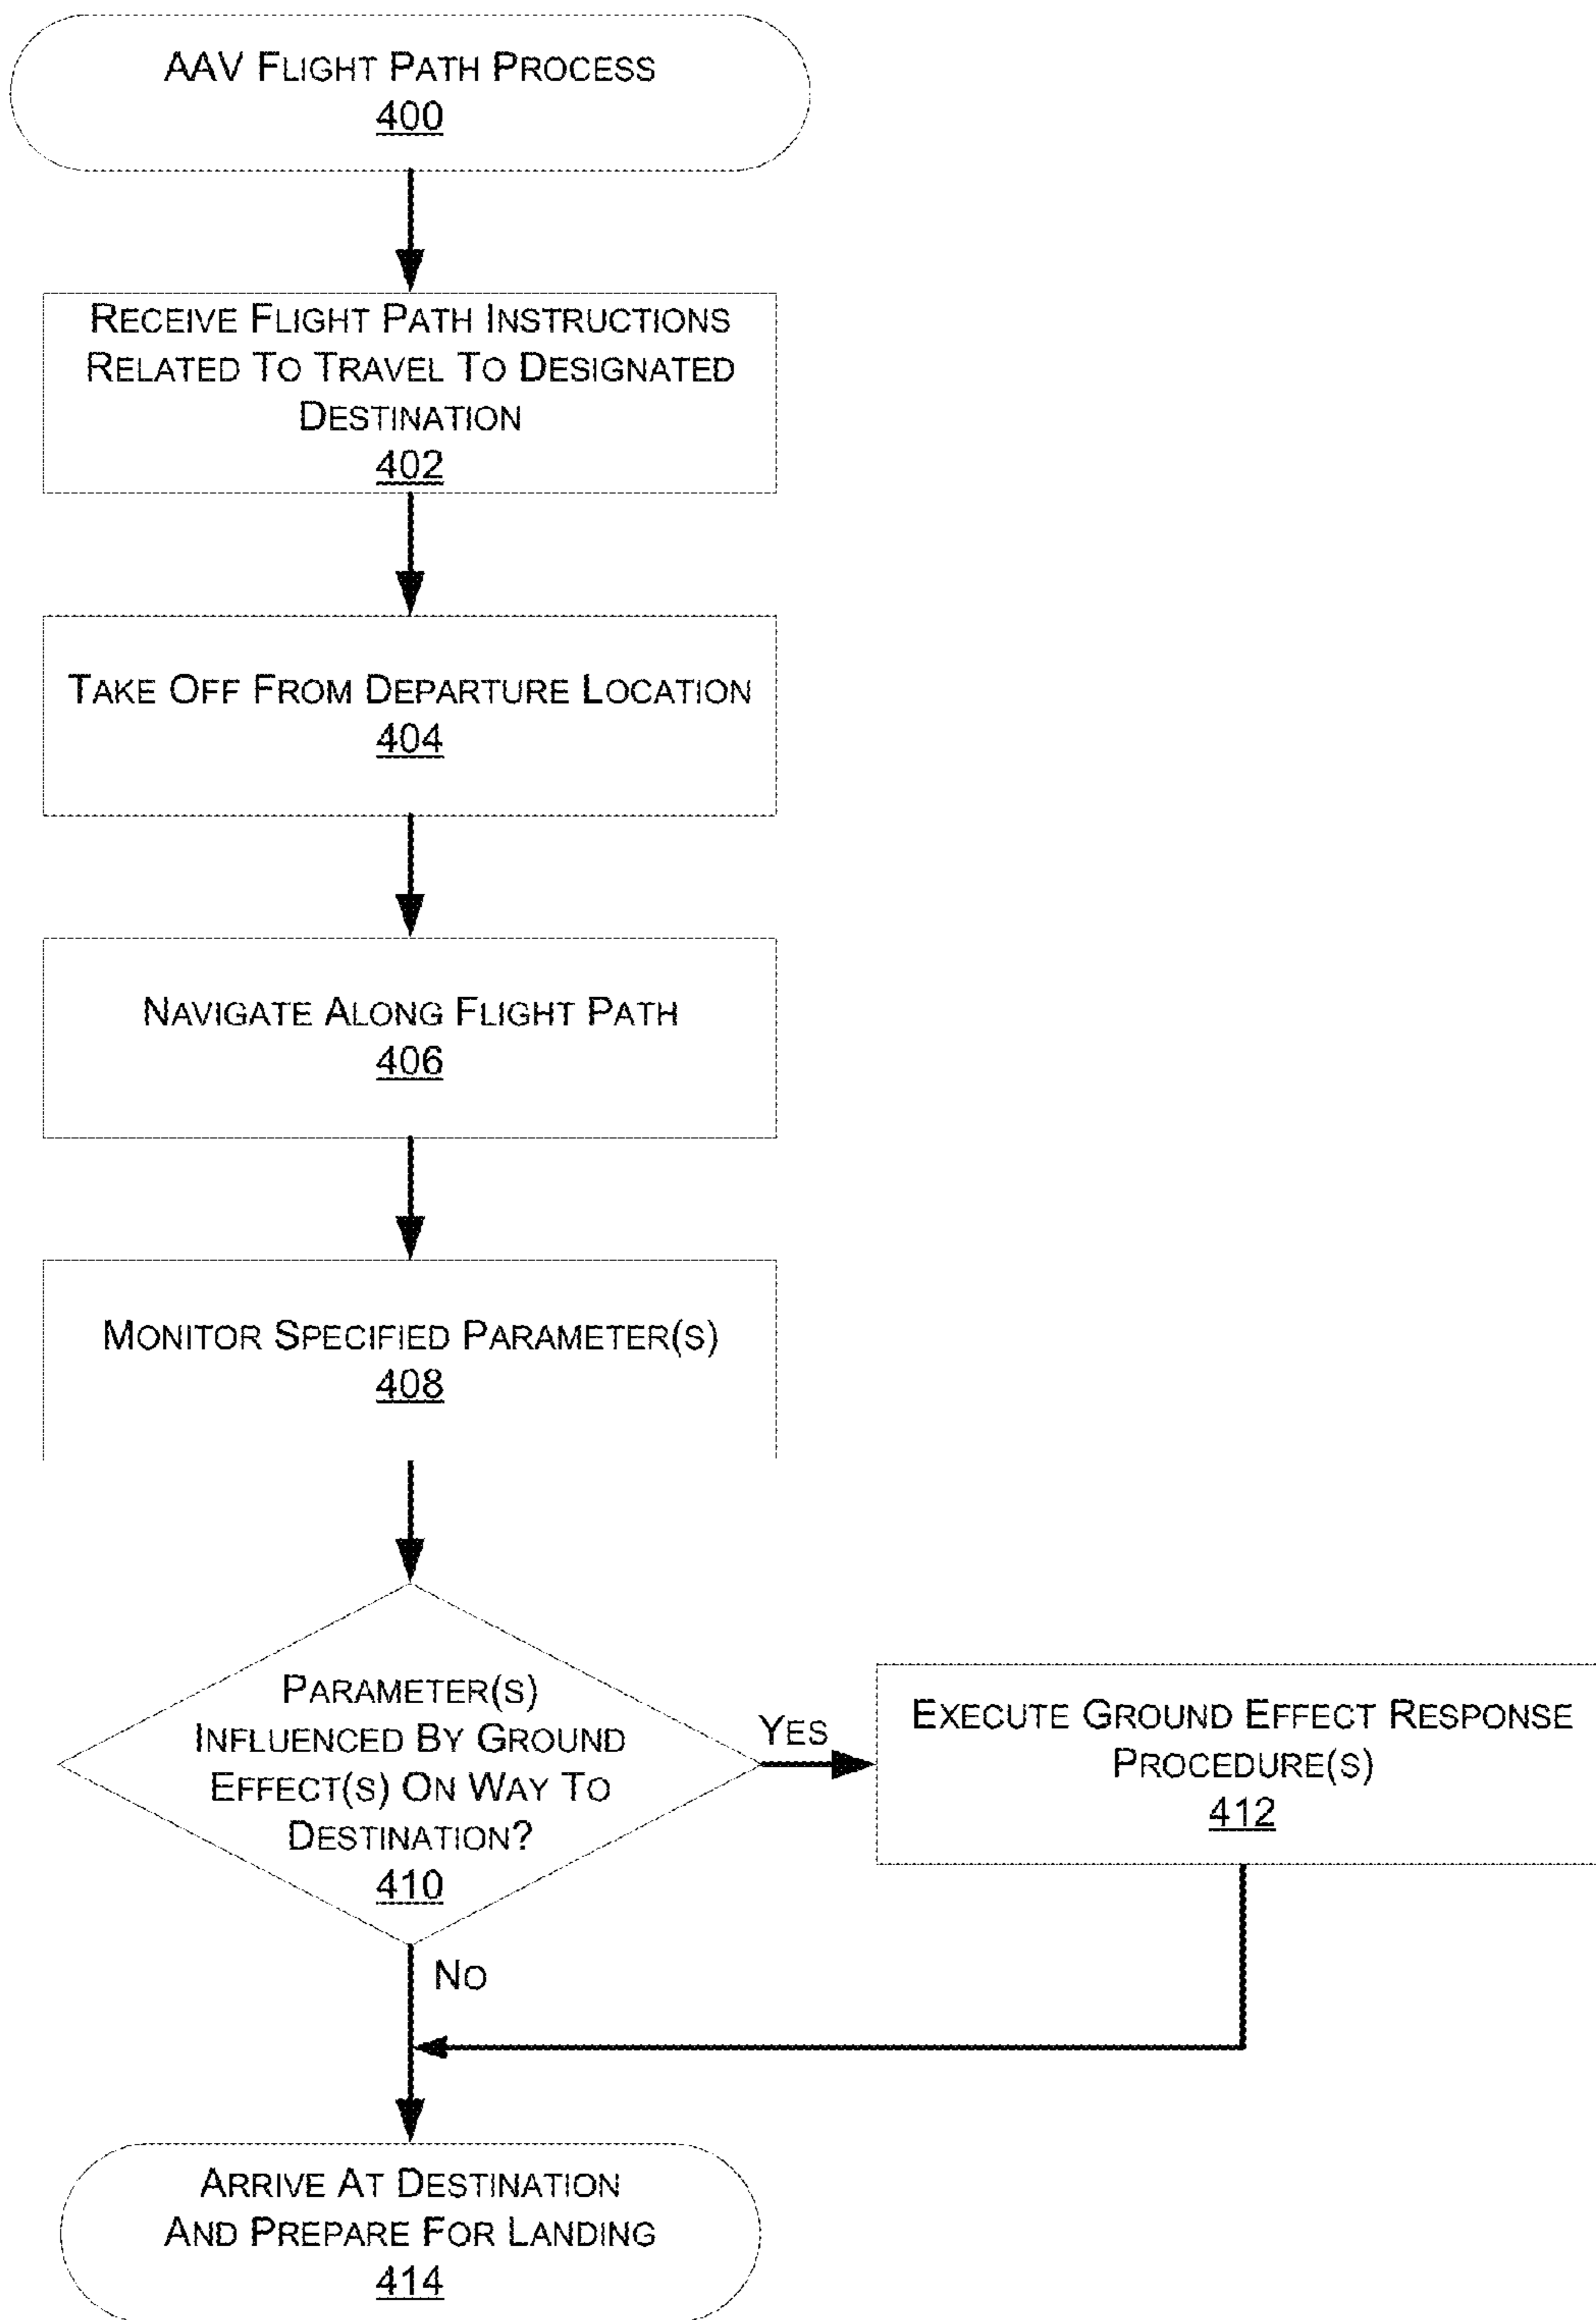 AAV FLIGHT PATH PROCESS
400
RECEIVE FLIGHT PATH INSTRUCTIONS
RELATED TO TRAVEL TO DESIGNATED
DESTINATION
402
TAKE OFF FROM DEPARTURE LOCATION
404
NAVIGATE ALONG FLIGHT PATH
406
MONITOR SPECIFIED PARAMETER(S)
408
PARAMETER(S)
INFLUENCED BY GROUND
EFFECT(S) ON WAY TO
DESTINATION?
410
YES
EXECUTE GROUND EFFECT RESPONSE
PROCEDURE(S)
412
NO
ARRIVE AT DESTINATION
AND PREPARE FOR LANDING
414